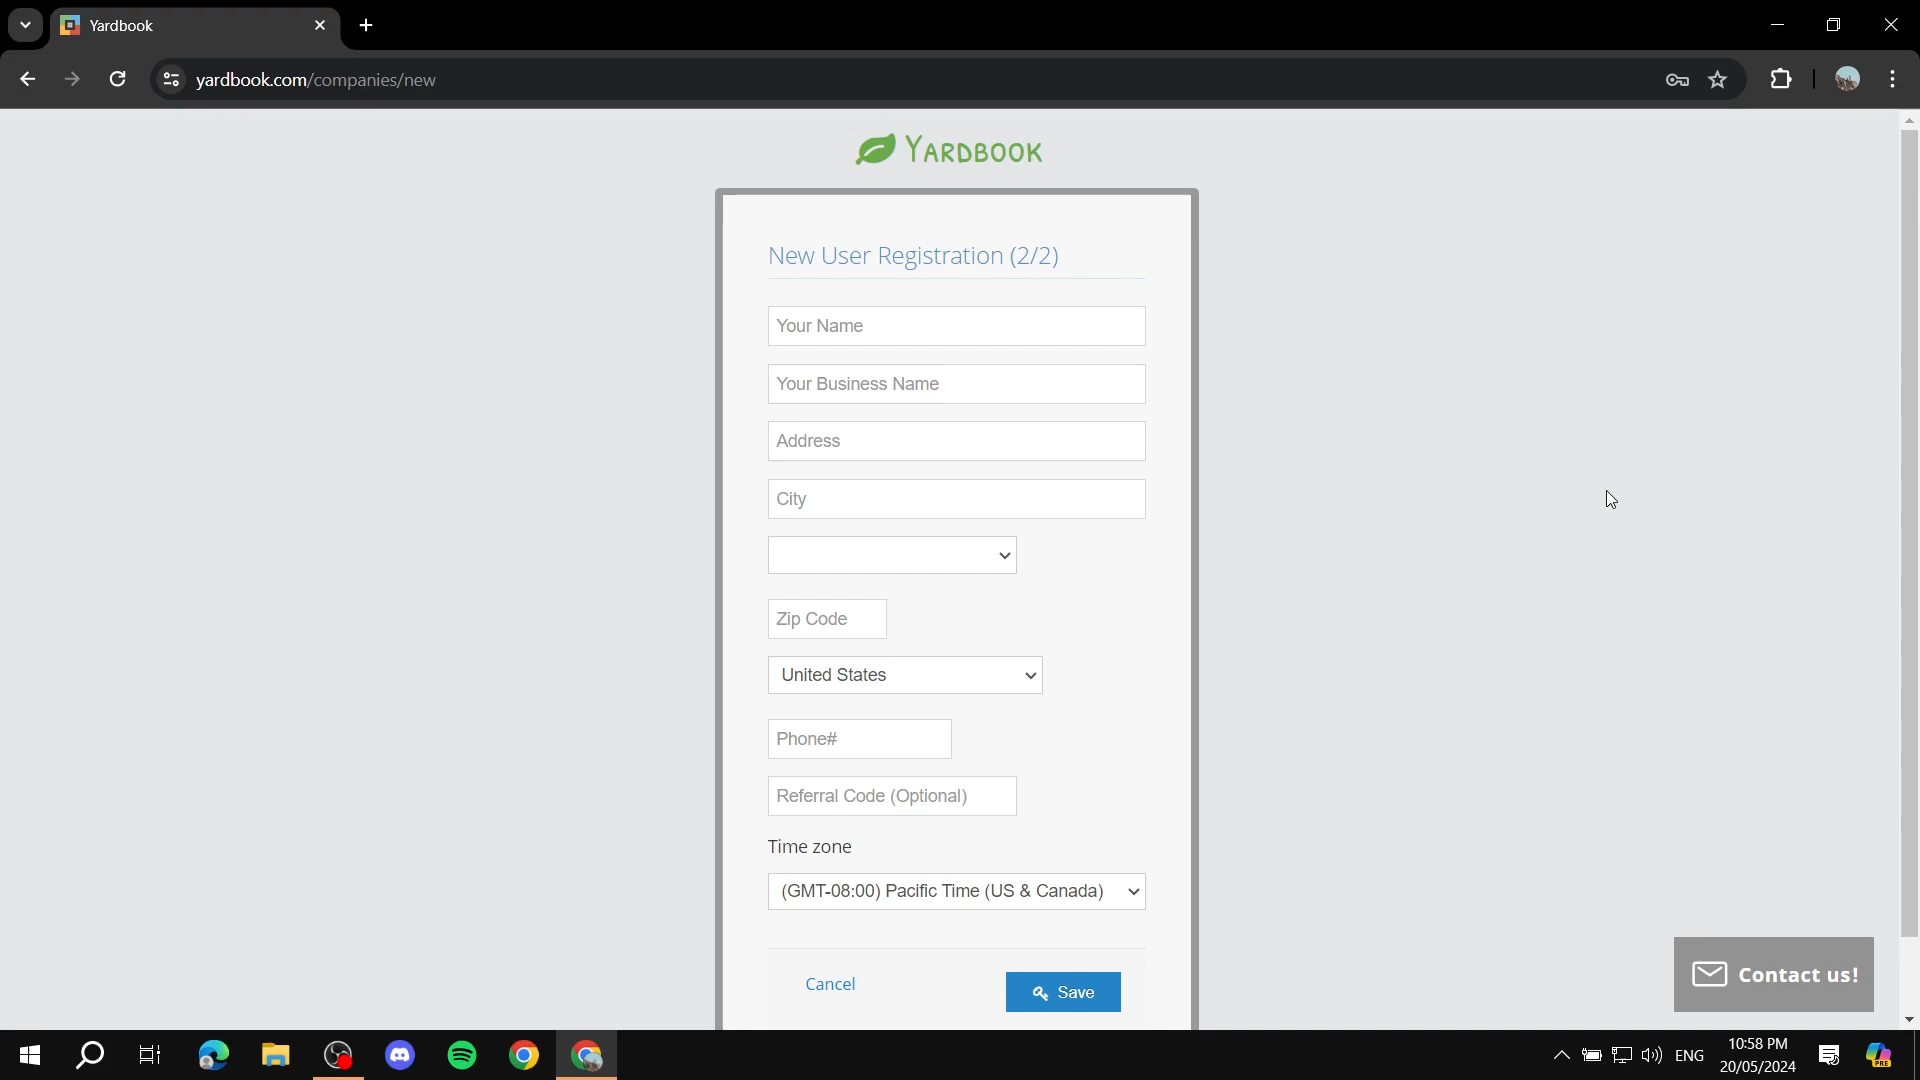 Yardbook
yardbook.com/companies/new
YARDBOOK
New User Registration (2/2)
Your Name
Your Business Name
Address
City
Zip Code
United States
Phone#
Referral Code (Optional)
Time zone
(GMT-08:00) Pacific Time (US & Canada)
Cancel
Save
Contact us!
ENG
10:58 PM
20/05/2024
PRE